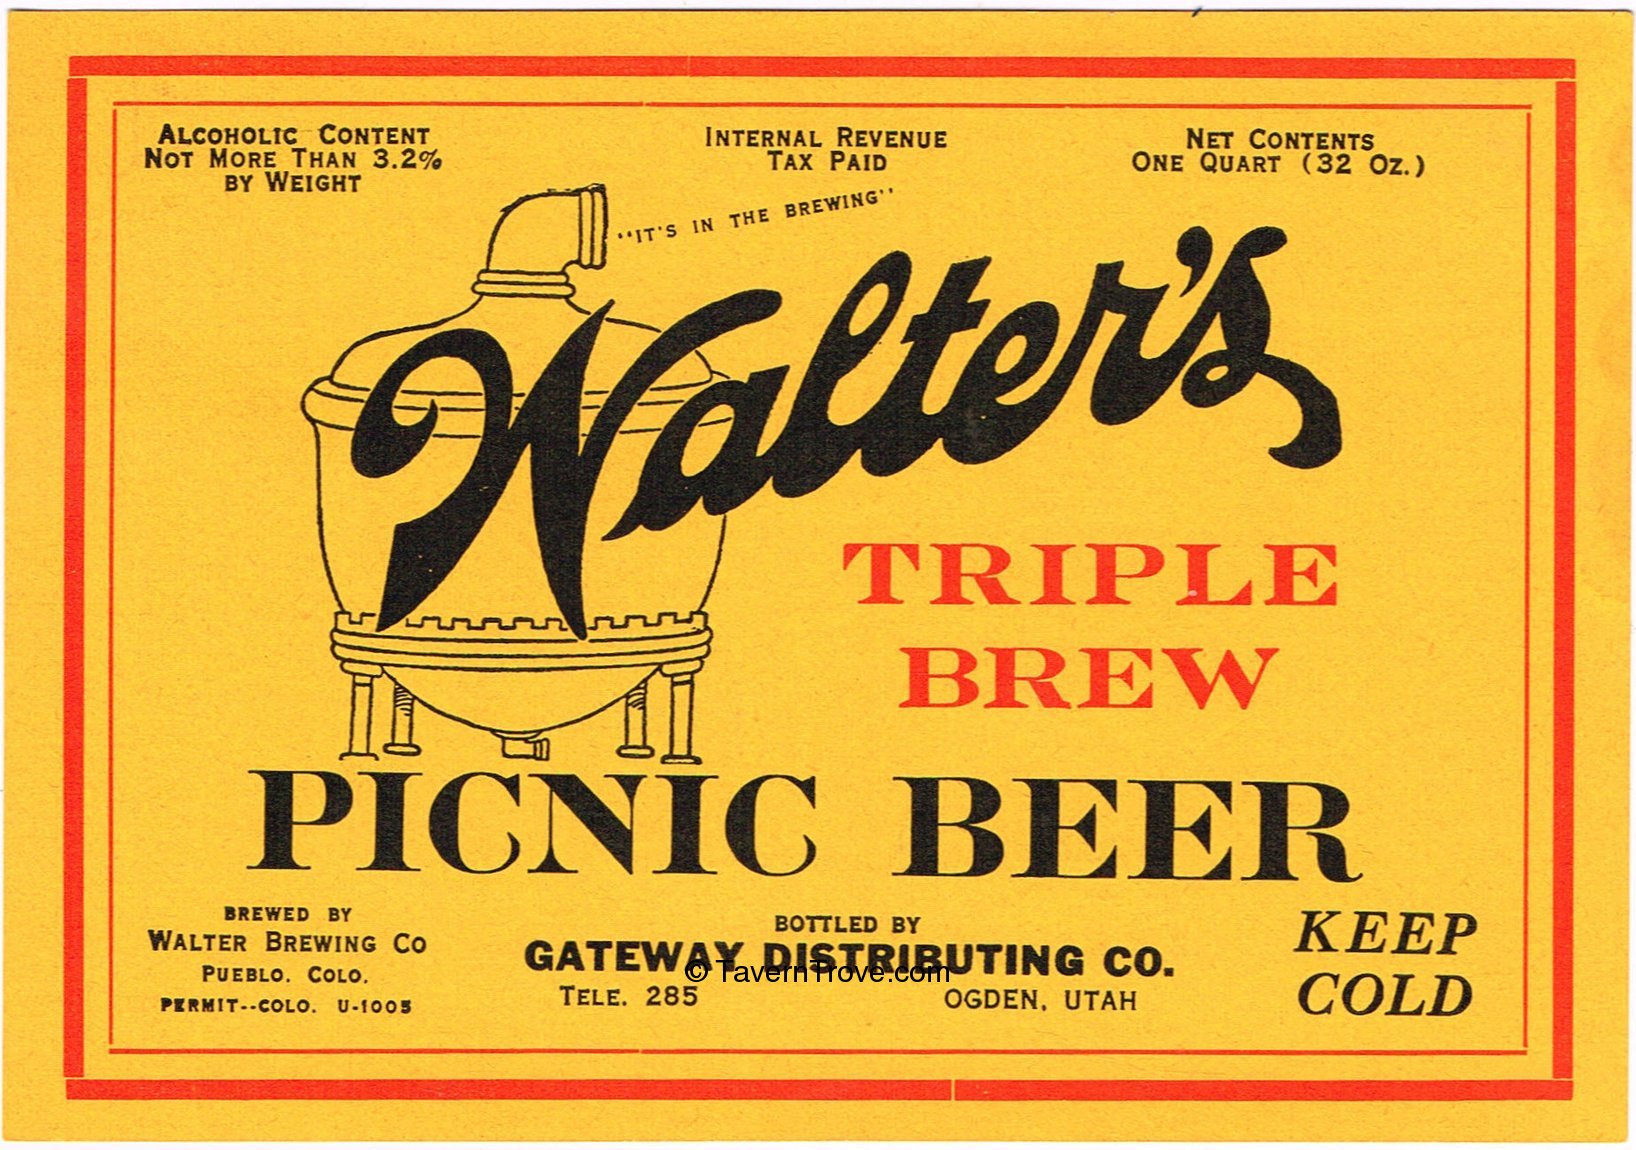 ALCOHOLIC CONTENT
NOT MORE THAN 3.2%
BY WEIGHT
INTERNAL REVENUE
TAX PAID
NET CONTENTS
ONE QUART (32 OZ.)
"IT'S IN THE BREWING"
Walter's
TRIPLE
BREW
PICNIC BEER
BREWED BY
WALTER BREWING CO
PUEBLO. COLO.
PERMIT--COLO. U-1005
BOTTLED BY
GATEWAY DISTRIBUTING CO.
© TavernTrove.com
TELE. 285
OGDEN, UTAH
KEEP
COLD